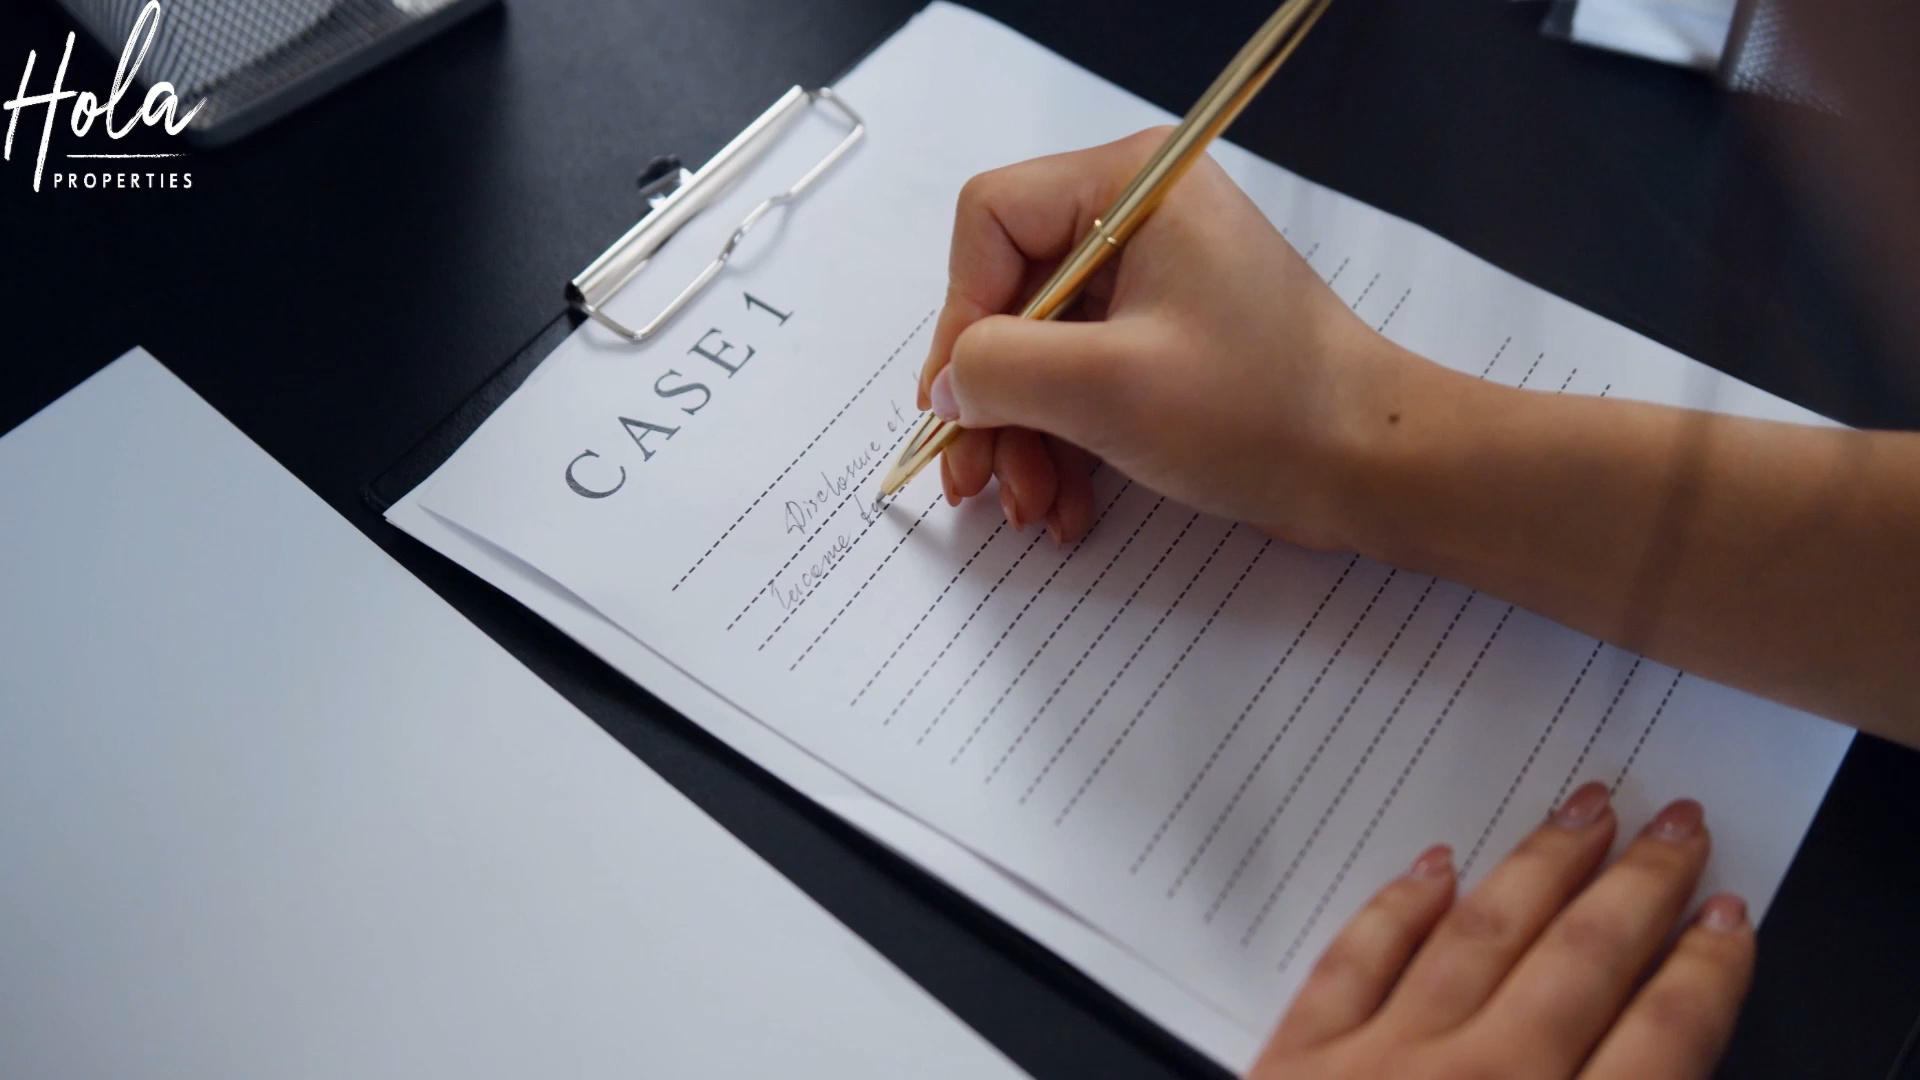 Hola
PROPERTIES
CASE 1
Disclosure of
Income